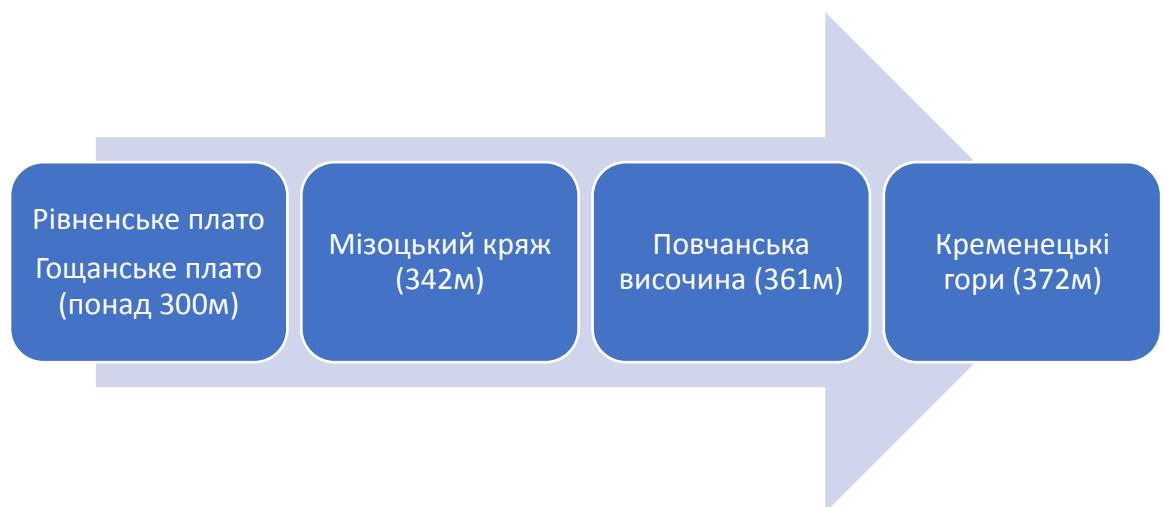 Рівненське плато
Гощанське плато
(понад 300м)
Мізоцький кряж
(342м)
Повчанська
височина (361м)
Кременецькі
гори (372м)